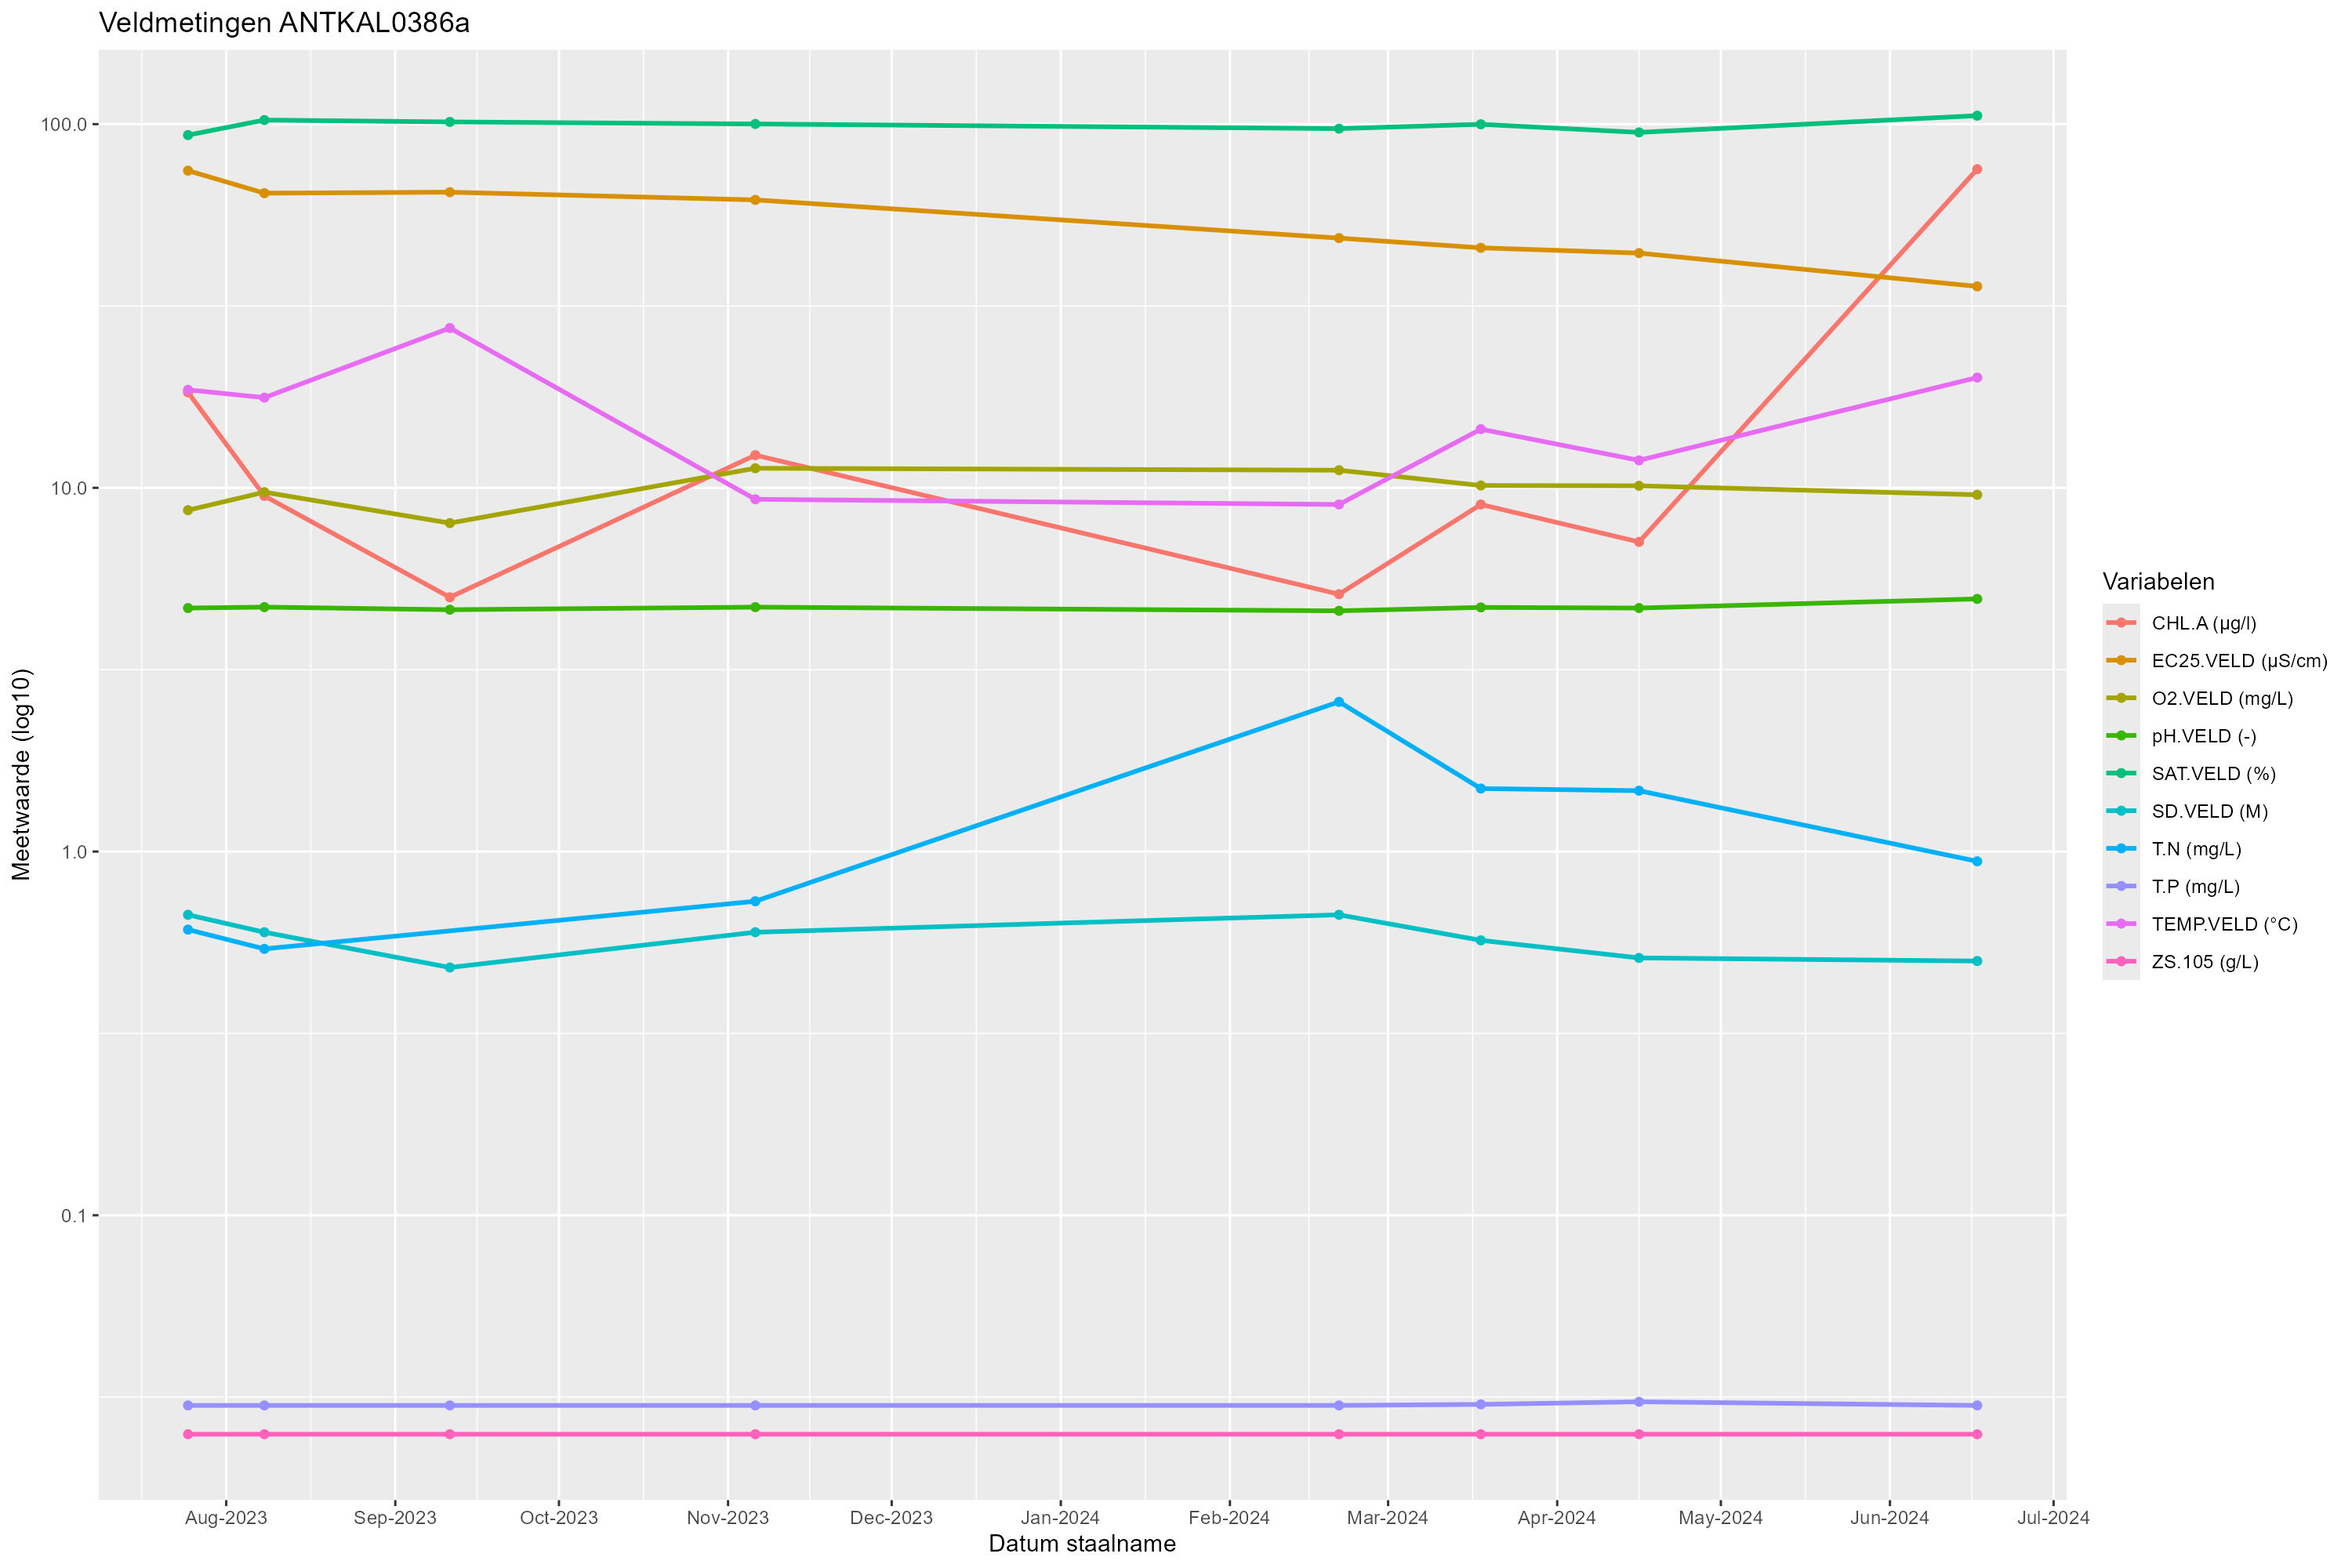 Veldmetingen ANTKAL0386a
Meetwaarde (log10)
100.0
10.0
1.0
0.1
Aug-2023
Sep-2023
Oct-2023
Nov-2023
Dec-2023
Jan-2024
Feb-2024
Mar-2024
Apr-2024
May-2024
Jun-2024
Jul-2024
Datum staalname
Variabelen
CHL.A (µg/l)
EC25.VELD (µS/cm)
O2.VELD (mg/L)
pH.VELD (-)
SAT.VELD (%)
SD.VELD (M)
T.N (mg/L)
T.P (mg/L)
TEMP.VELD (°C)
ZS.105 (g/L)